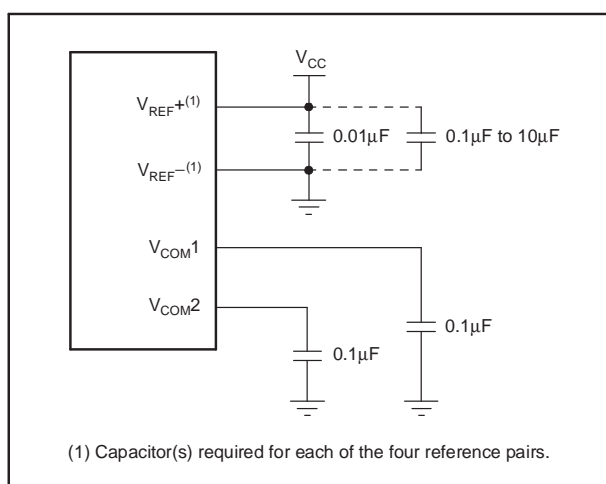 V_CC
V_REF+(1)
0.01μF
0.1μF to 10μF
V_REF−(1)
V_COM1
V_COM2
0.1μF
0.1μF
(1) Capacitor(s) required for each of the four reference pairs.